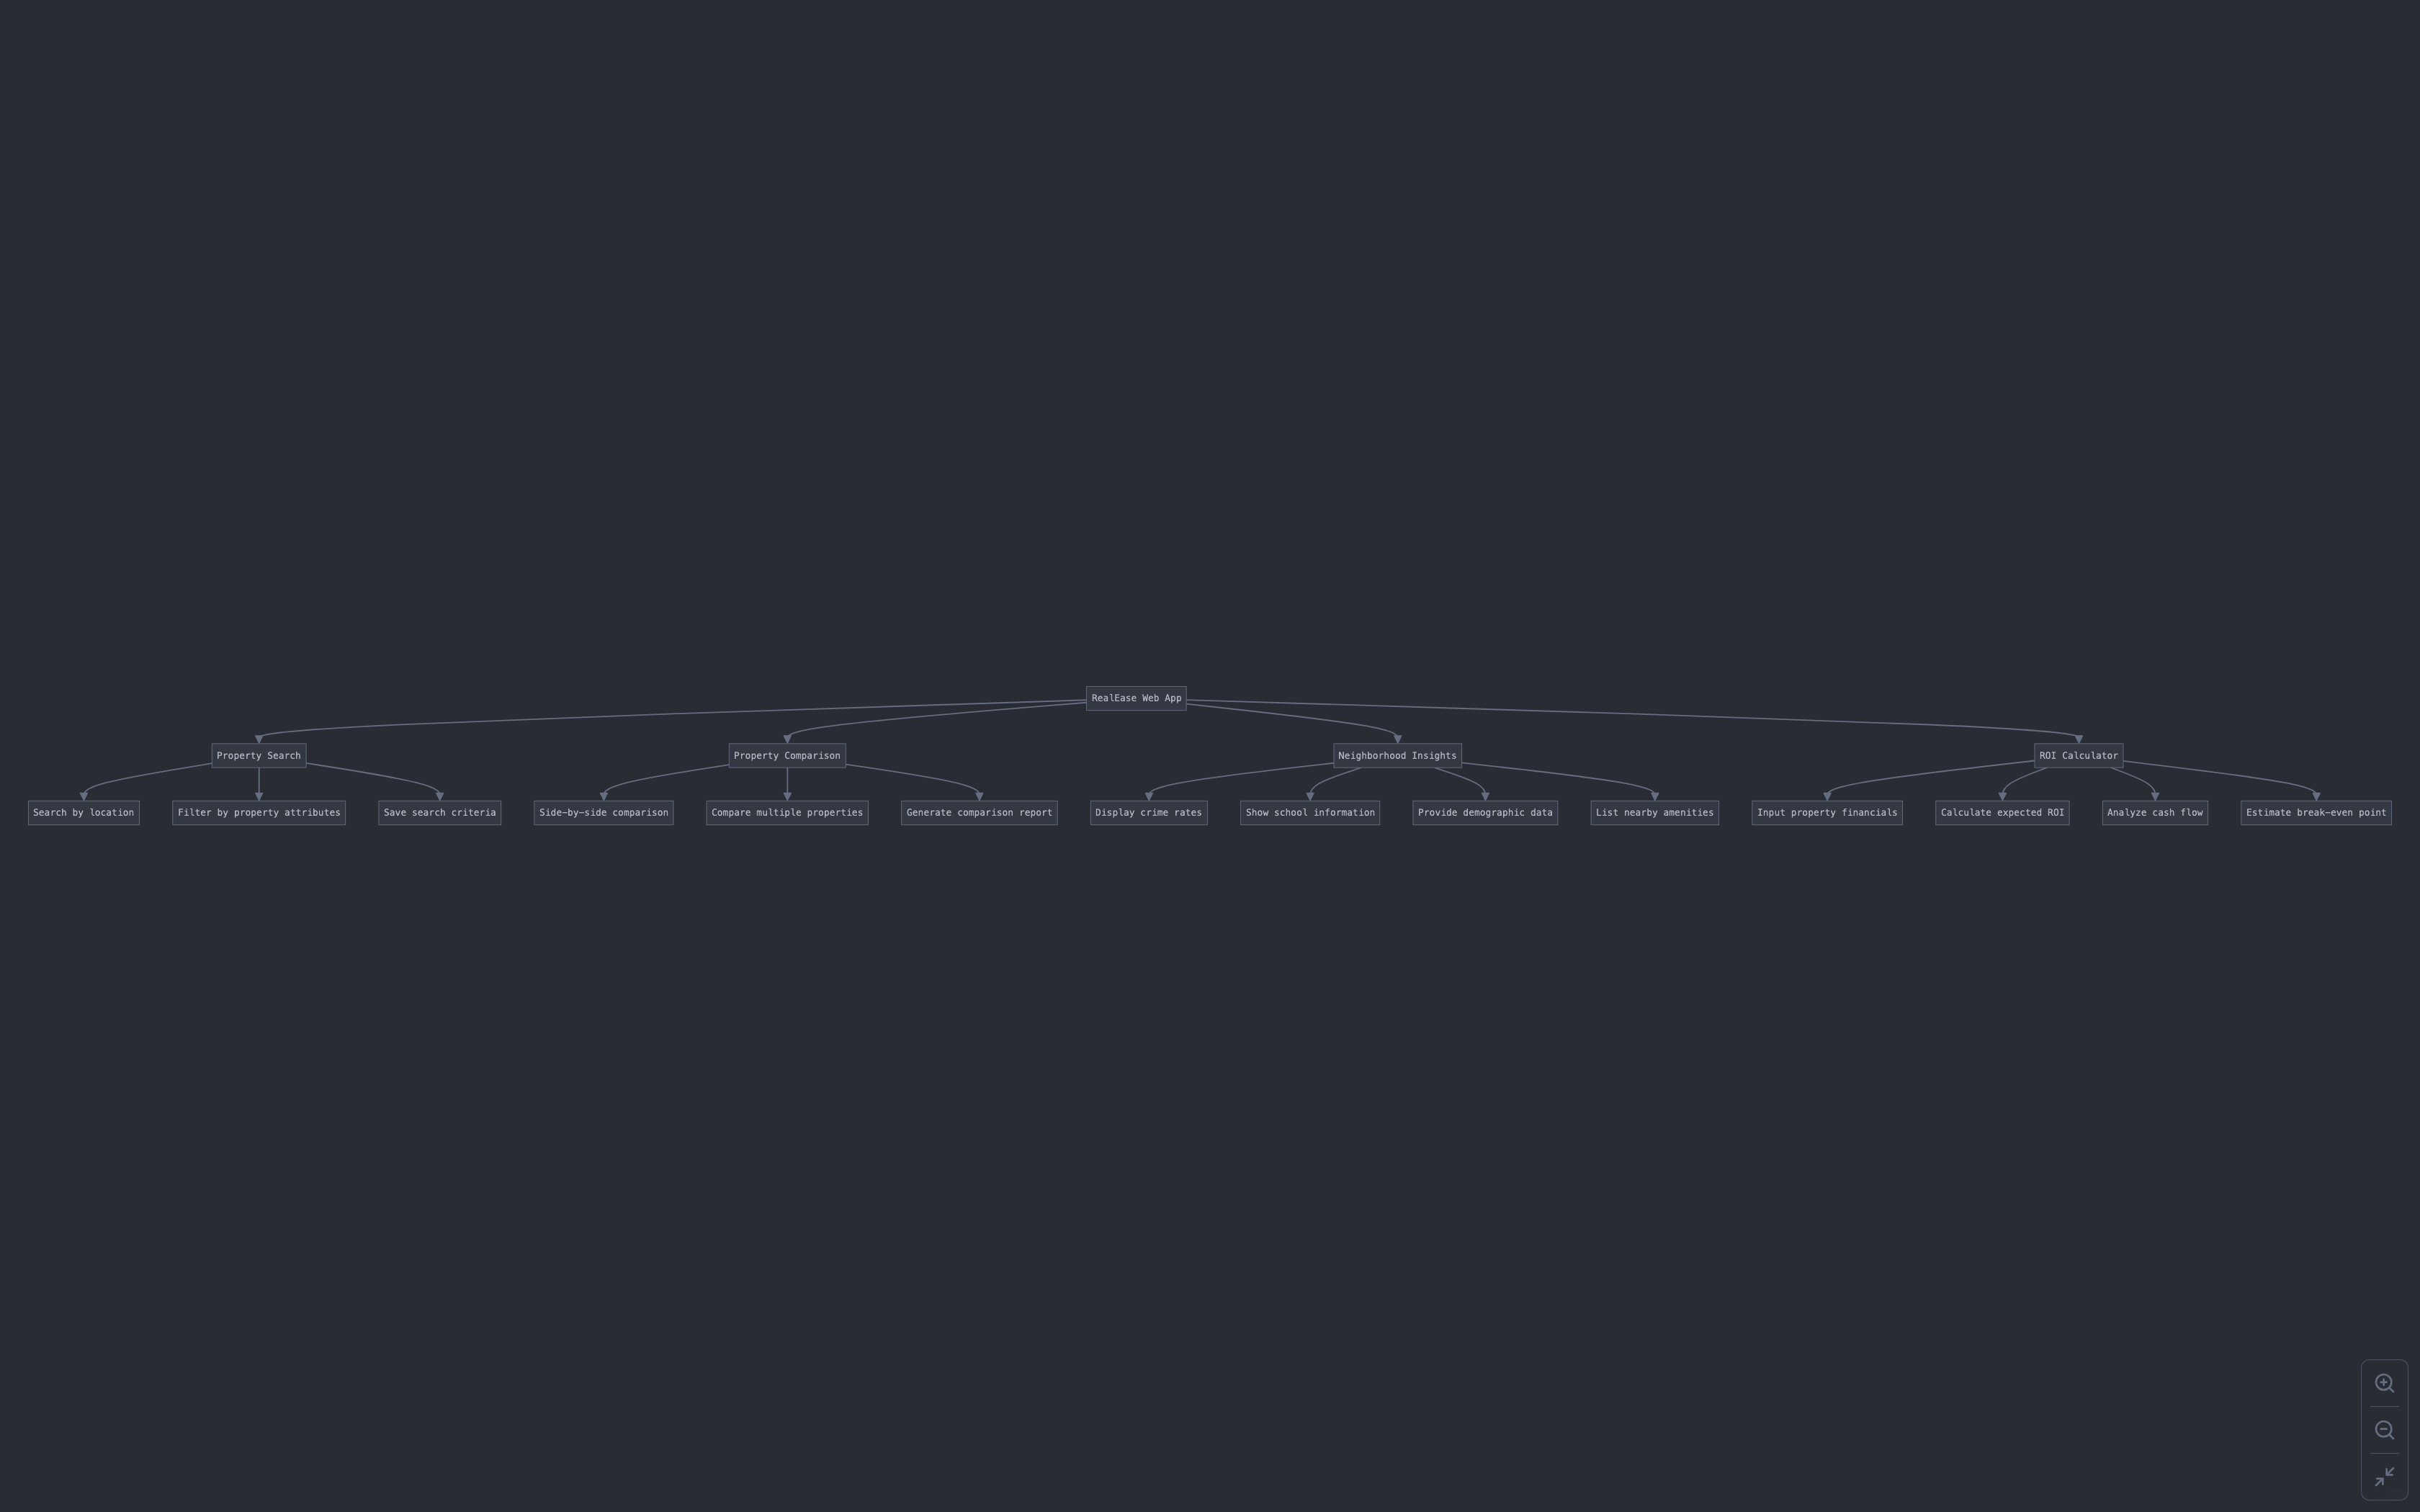 RealEase Web App
Property Search
Property Comparison
Neighborhood Insights
ROI Calculator
Search by location
Filter by property attributes
Save search criteria
Side-by-side comparison
Compare multiple properties
Generate comparison report
Display crime rates
Show school information
Provide demographic data
List nearby amenities
Input property financials
Calculate expected ROI
Analyze cash flow
Estimate break-even point